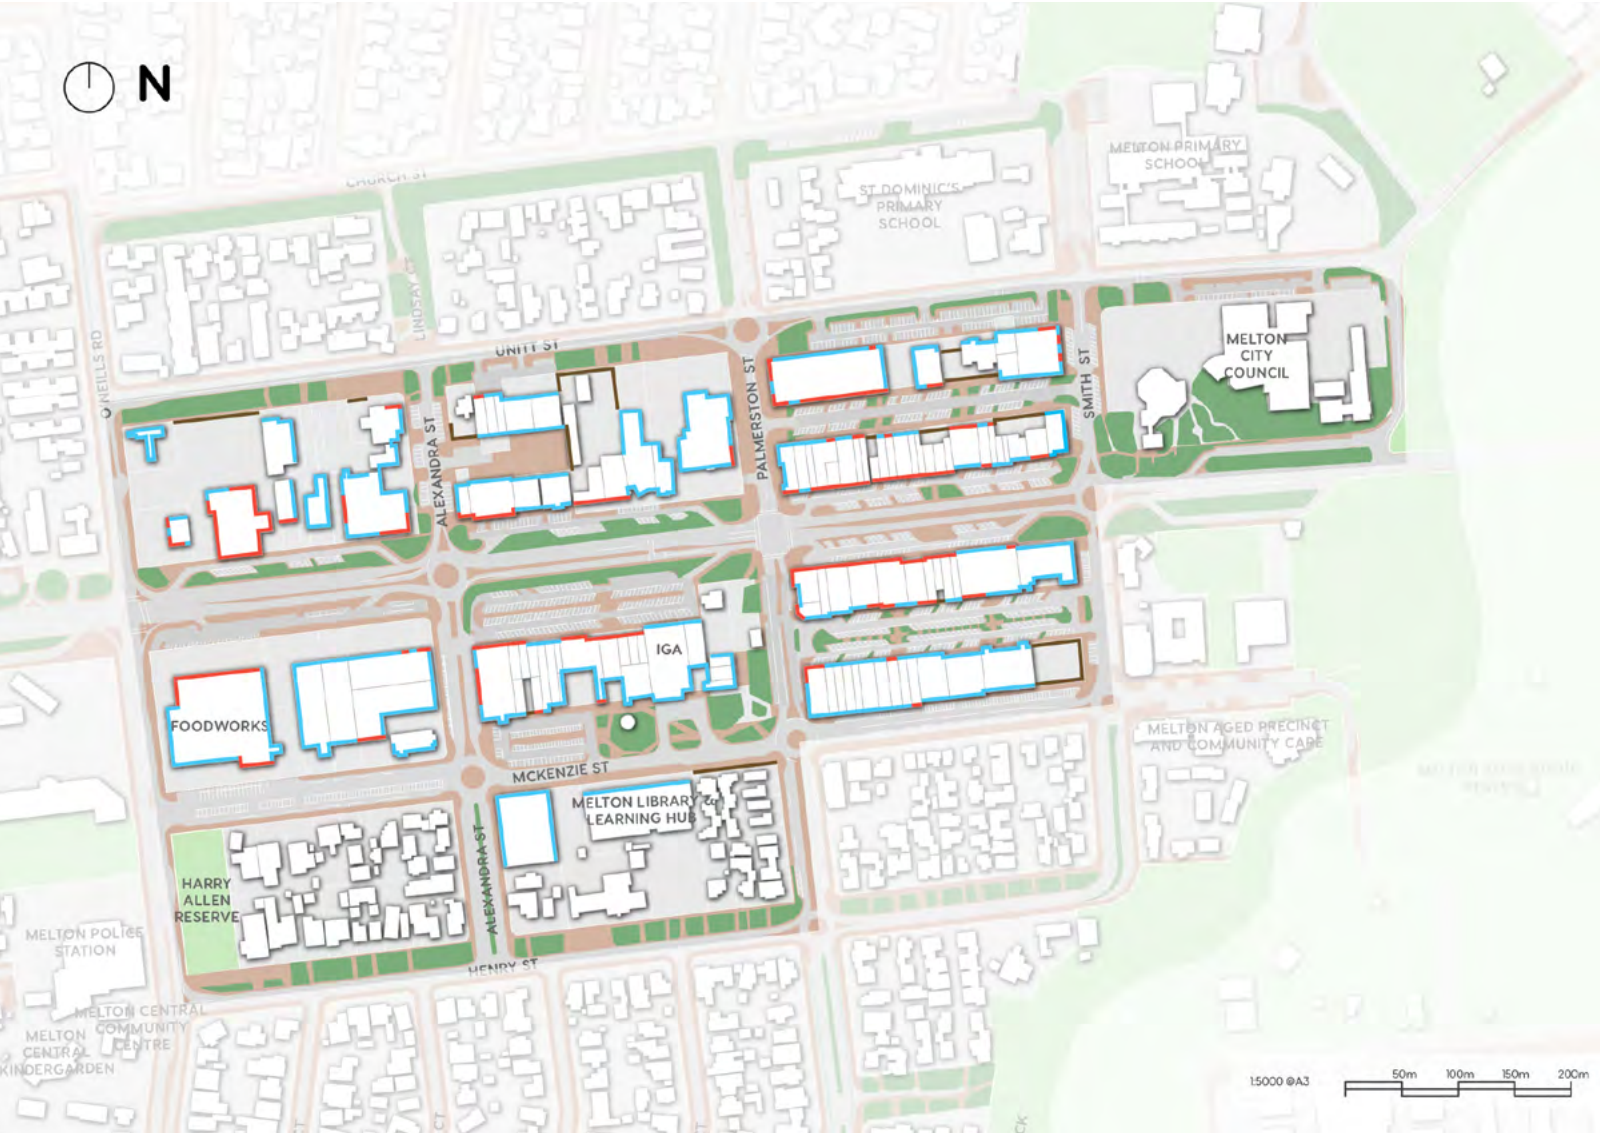 N
MELTON PRIMARY
SCHOOL
CHURCH ST
ST DOMINIC'S
PRIMARY
SCHOOL
LINDSAY CT
NEILLS RD
UNITT ST
MELTON
CITY
COUNCIL
PALMERSTON ST
SMITH ST
ALEXANDRA ST
IGA
FOODWORKS
MELTON AGED PRECINCT
AND COMMUNITY CARE
MCKENZIE ST
MELTON LIBRARY &
LEARNING HUB
ALEXANDRA ST
HARRY
ALLEN
RESERVE
MELTON POLICE
STATION
HENRY ST
MELTON CENTRAL
COMMUNITY
CENTRE
MELTON
CENTRAL
KINDERGARDEN
CT
1:5000 @A3
50m
100m
150m
200m